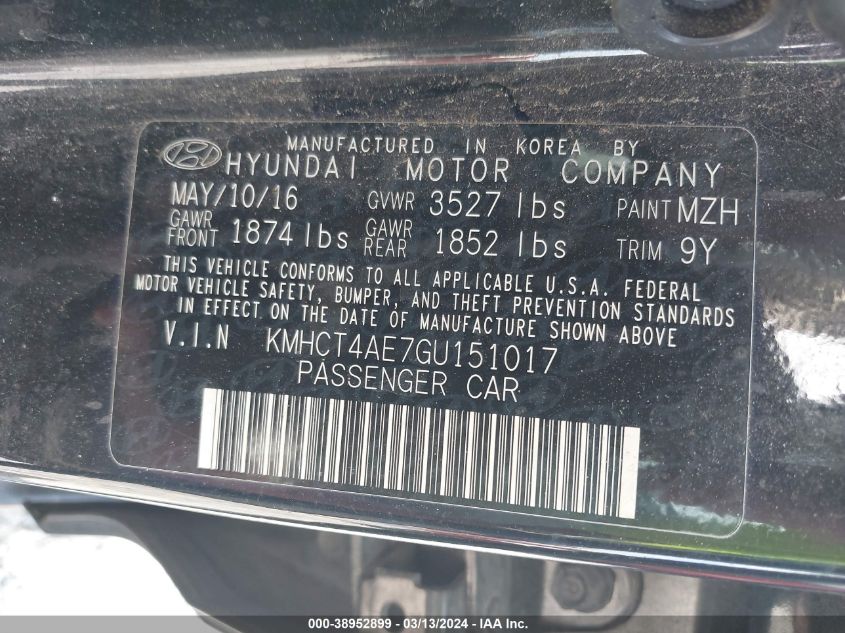 MANUFACTURED IN KOREA BY
HYUNDAI MOTOR COMPANY
MAY/10/16 GVWR 3527 lbs PAINT MZH
GAWR FRONT 1874 lbs GAWR REAR 1852 lbs TRIM 9Y
THIS VEHICLE CONFORMS TO ALL APPLICABLE U.S.A. FEDERAL
MOTOR VEHICLE SAFETY, BUMPER, AND THEFT PREVENTION STANDARDS
IN EFFECT ON THE DATE OF MANUFACTURE SHOWN ABOVE
V.I.N KMHCT4AE7GU151017
PASSENGER CAR
000-38952899 - 03/13/2024 - IAA Inc.